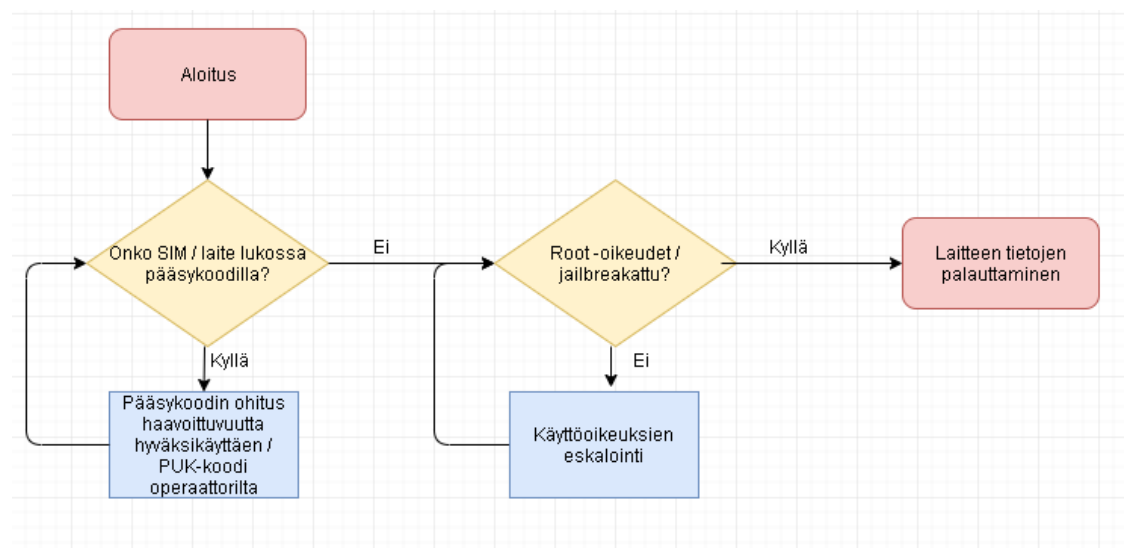 Aloitus
Onko SIM / laite lukossa
pääsykoodilla?
Ei
Root -oikeudet /
jailbreakattu?
Kyllä
Laitteen tietojen
palauttaminen
Kyllä
Ei
Pääsykoodin ohitus
haavoittuvuutta
hyväksikäyttäen /
PUK-koodi
operaattorilta
Käyttöoikeuksien
eskalointi